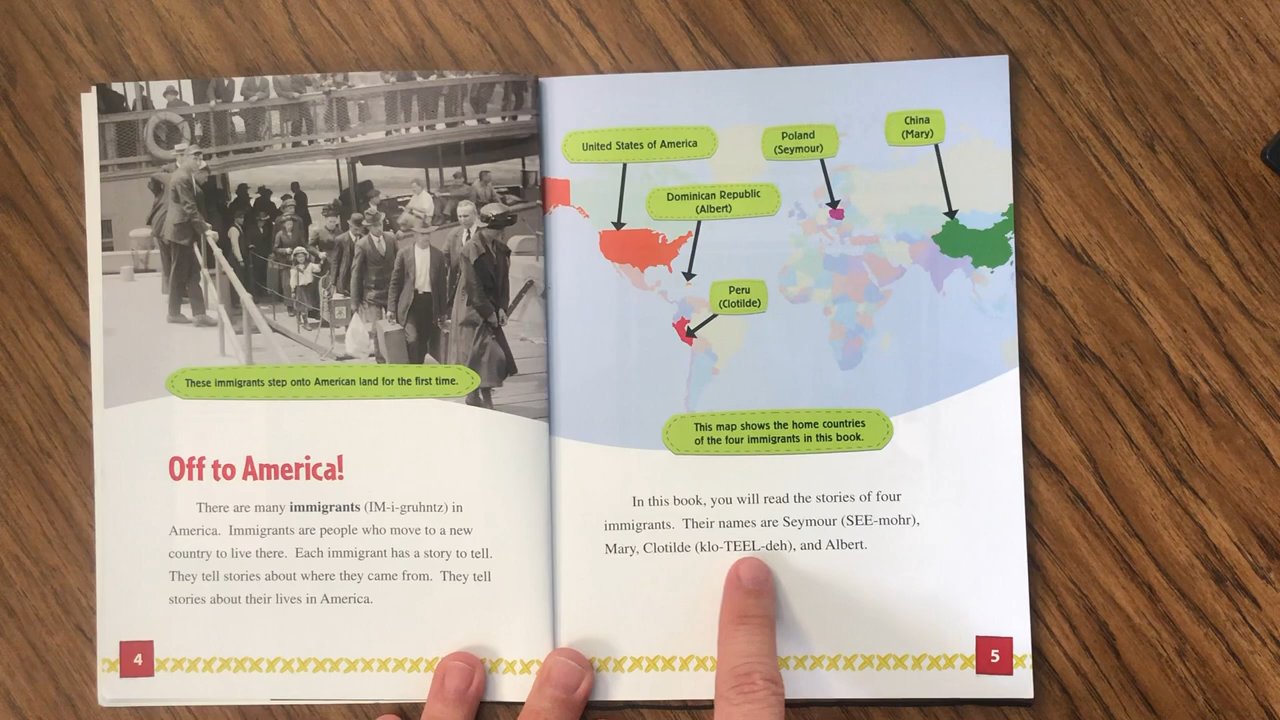 These immigrants step onto American land for the first time.
Off to America!
There are many immigrants (IM-i-gruhntz) in
America. Immigrants are people who move to a new
country to live there. Each immigrant has a story to tell.
They tell stories about where they came from. They tell
stories about their lives in America.
4
United States of America
Dominican Republic
(Albert)
Poland
(Seymour)
China
(Mary)
Peru
(Clotilde)
This map shows the home countries
of the four immigrants in this book.
In this book, you will read the stories of four
immigrants. Their names are Seymour (SEE-mohr),
Mary, Clotilde (klo-TEEL-deh), and Albert.
5